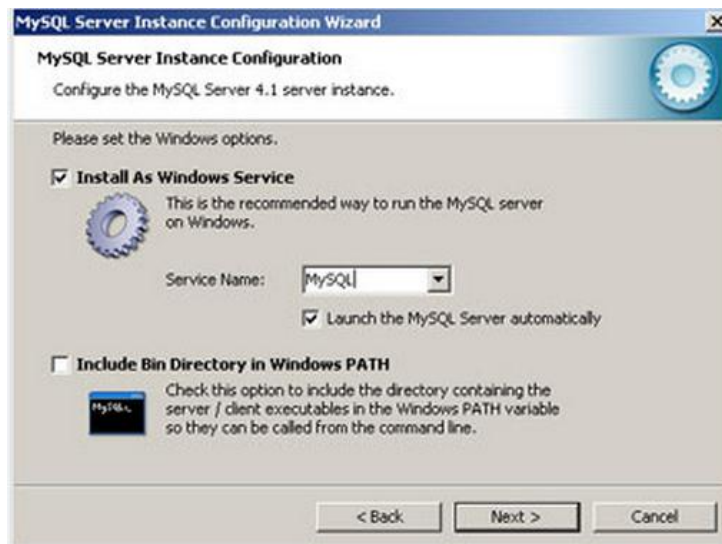 MySQL Server Instance Configuration Wizard
MySQL Server Instance Configuration
Configure the MySQL Server 4.1 server instance.
Please set the Windows options.
Install As Windows Service
This is the recommended way to run the MySQL server
on Windows.
Service Name:
MySQL
Launch the MySQL Server automatically
Include Bin Directory in Windows PATH
Check this option to include the directory containing the
server / client executables in the Windows PATH variable
so they can be called from the command line.
< Back
Next >
Cancel